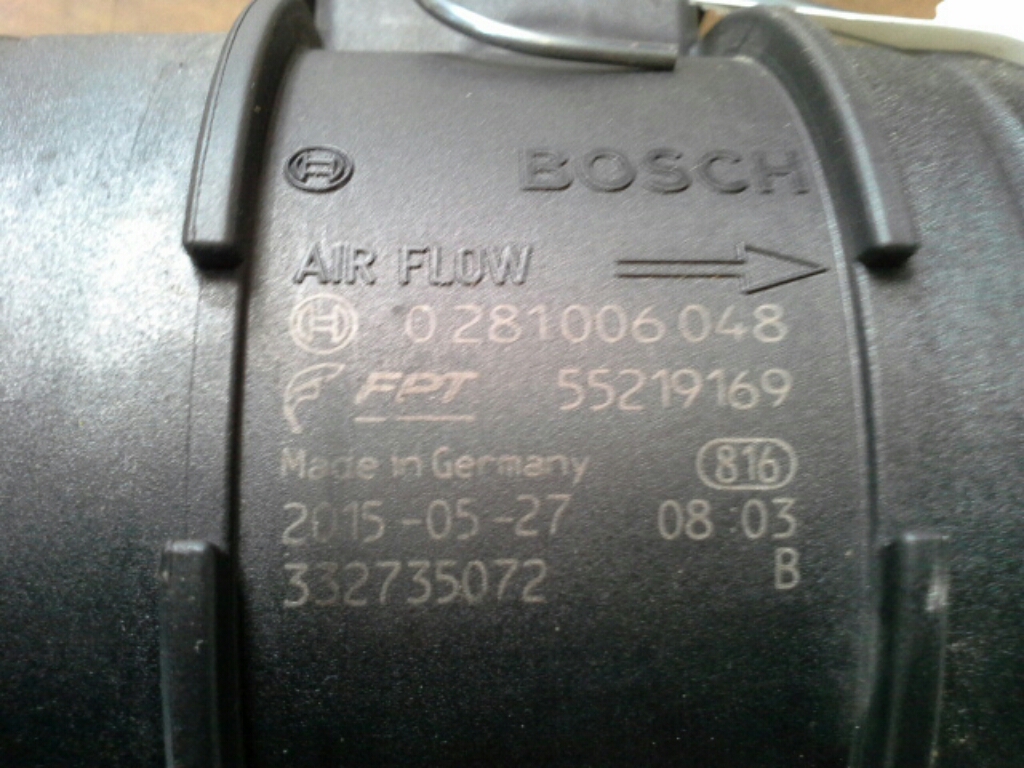 BOSCH
AIR FLOW
0 281 006 048
FPT 55219169
Made in Germany 816
2015-05-27 08:03
332735072 B